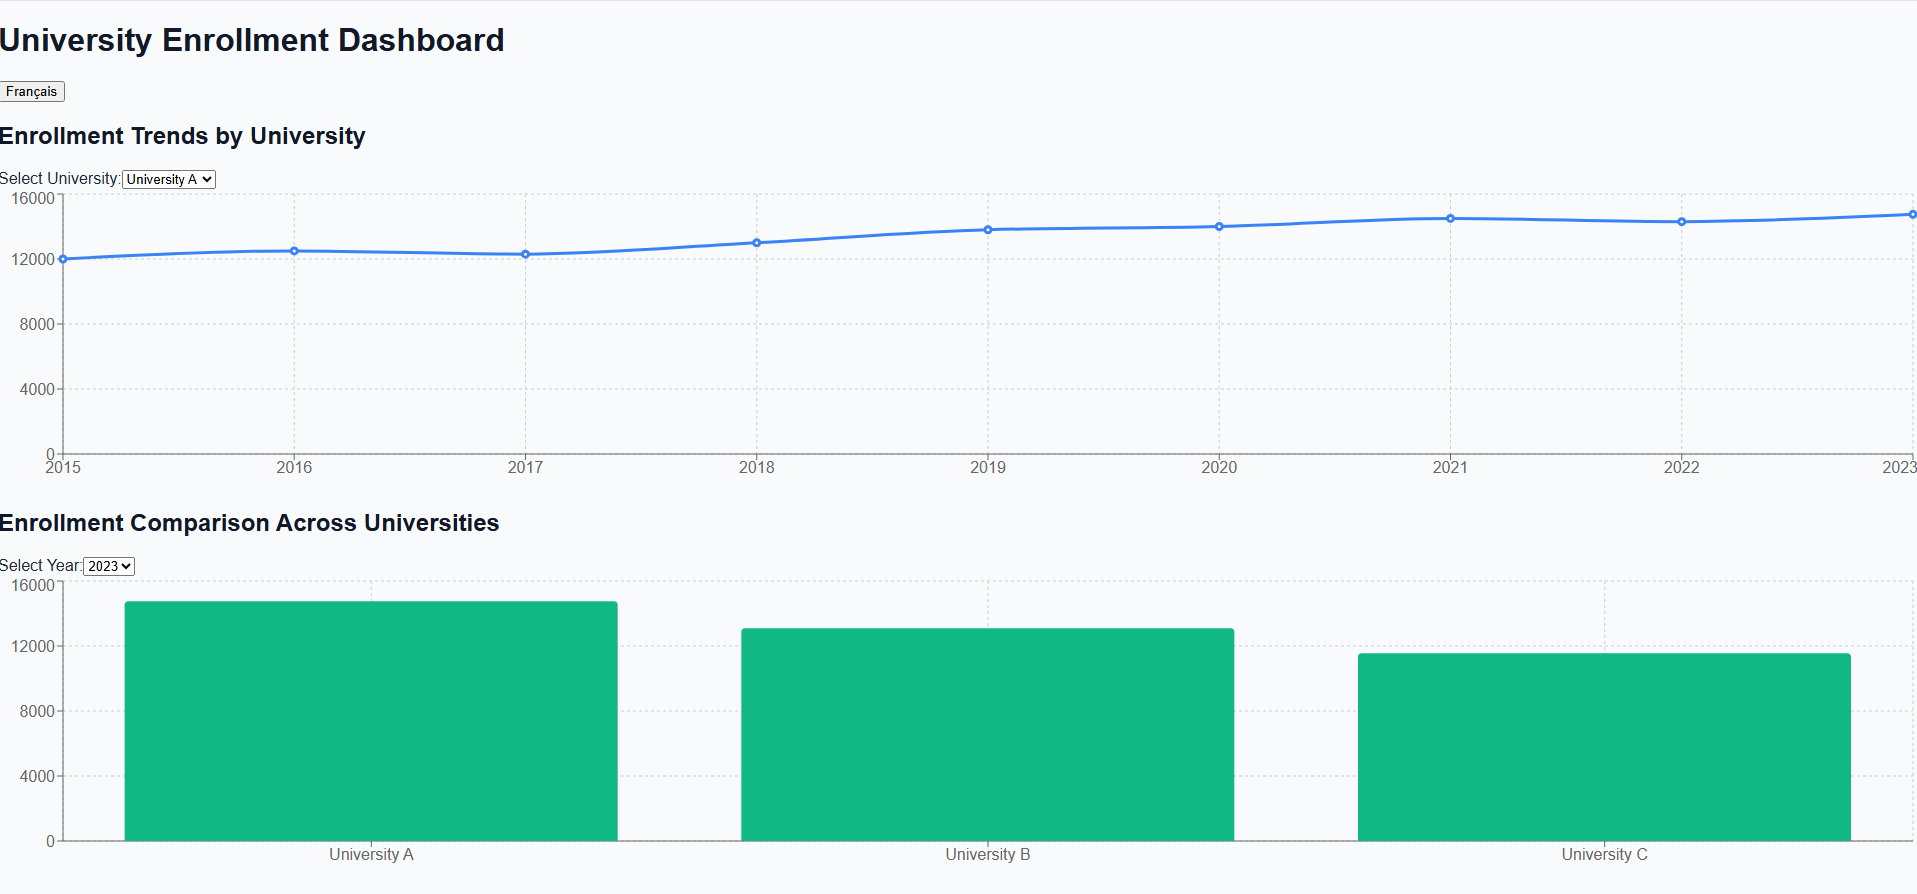 University Enrollment Dashboard
Français
Enrollment Trends by University
Select University: University A
16000
12000
8000
4000
0
2015 2016 2017 2018 2019 2020 2021 2022 2023
Enrollment Comparison Across Universities
Select Year: 2023
16000
12000
8000
4000
0
University A University B University C